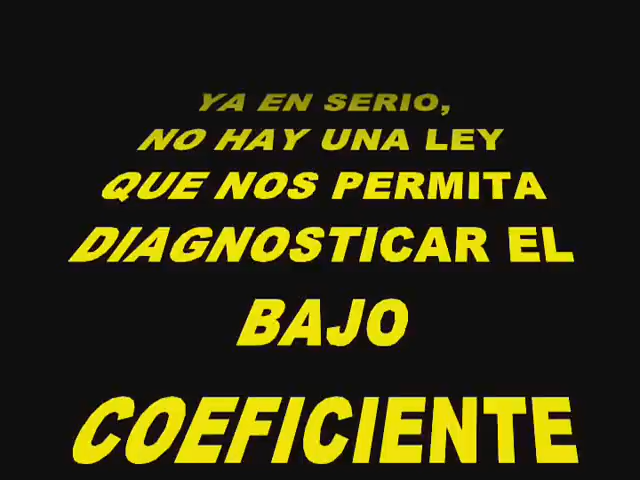 YA EN SERIO,
NO HAY UNA LEY
QUE NOS PERMITA
DIAGNOSTICAR EL
BAJO
COEFICIENTE